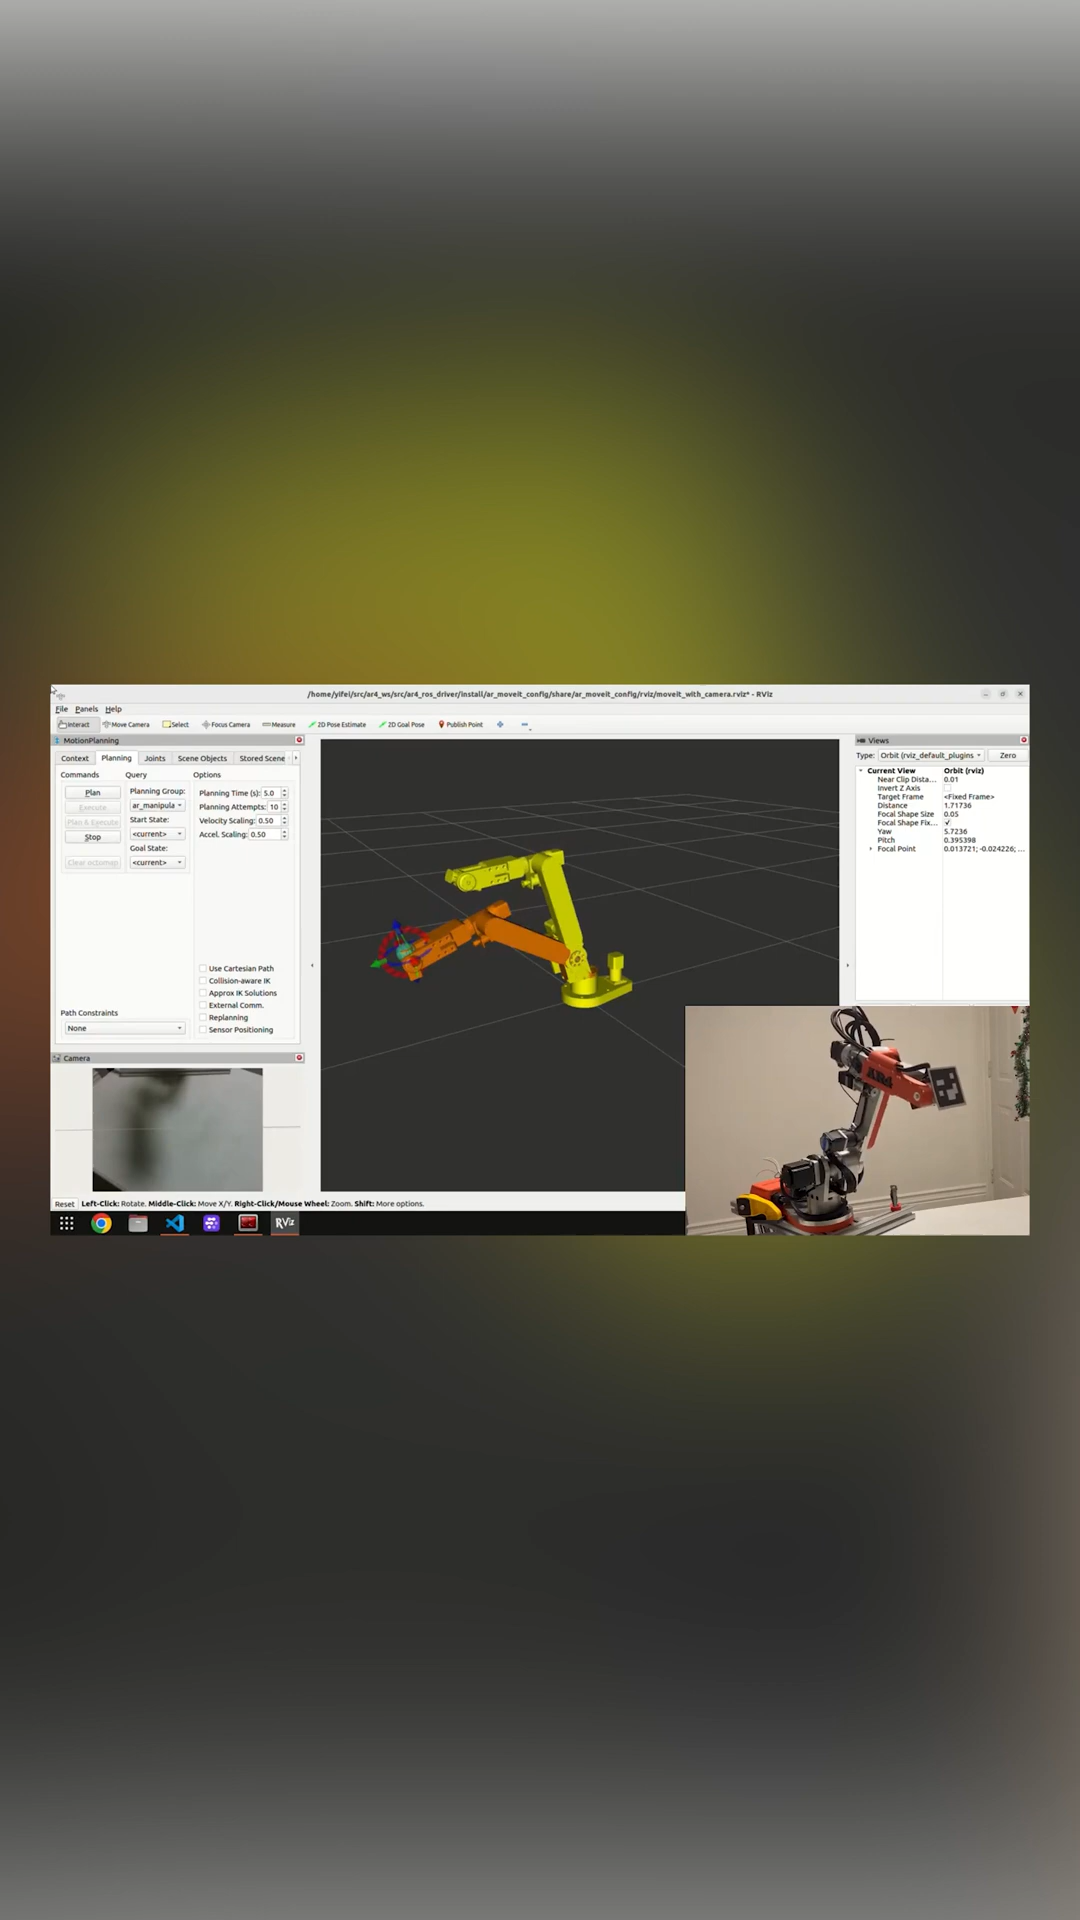 /home/yifei/src/ar4_ws/src/ar4_ros_driver/install/ar_moveit_config/share/ar_moveit_config/rviz/moveit_with_camera.rviz* - RViz
File Panels Help
Interact Move Camera Select Focus Camera Measure 2D Pose Estimate 2D Goal Pose Publish Point
MotionPlanning
Context Planning Joints Scene Objects Stored Scene
Commands Query Options
Plan
Execute
Plan & Execute
Stop
Clear octomap
Planning Group:
ar_manipula
Start State:
<current>
Goal State:
<current>
Planning Time (s): 5.0
Planning Attempts: 10
Velocity Scaling: 0.50
Accel. Scaling: 0.50
Use Cartesian Path
Collision-aware IK
Approx IK Solutions
External Comm.
Replanning
Sensor Positioning
Path Constraints
None
Camera
Views
Type: Orbit (rviz_default_plugins Zero
Current View Orbit (rviz)
Near Clip Dista... 0.01
Invert Z Axis
Target Frame <Fixed Frame>
Distance 1.71736
Focal Shape Size 0.05
Focal Shape Fix... ✓
Yaw 5.7236
Pitch 0.395398
Focal Point 0.013721; -0.024226; ...
AR4
Reset Left-Click: Rotate. Middle-Click: Move X/Y. Right-Click/Mouse Wheel: Zoom. Shift: More options.
RViz